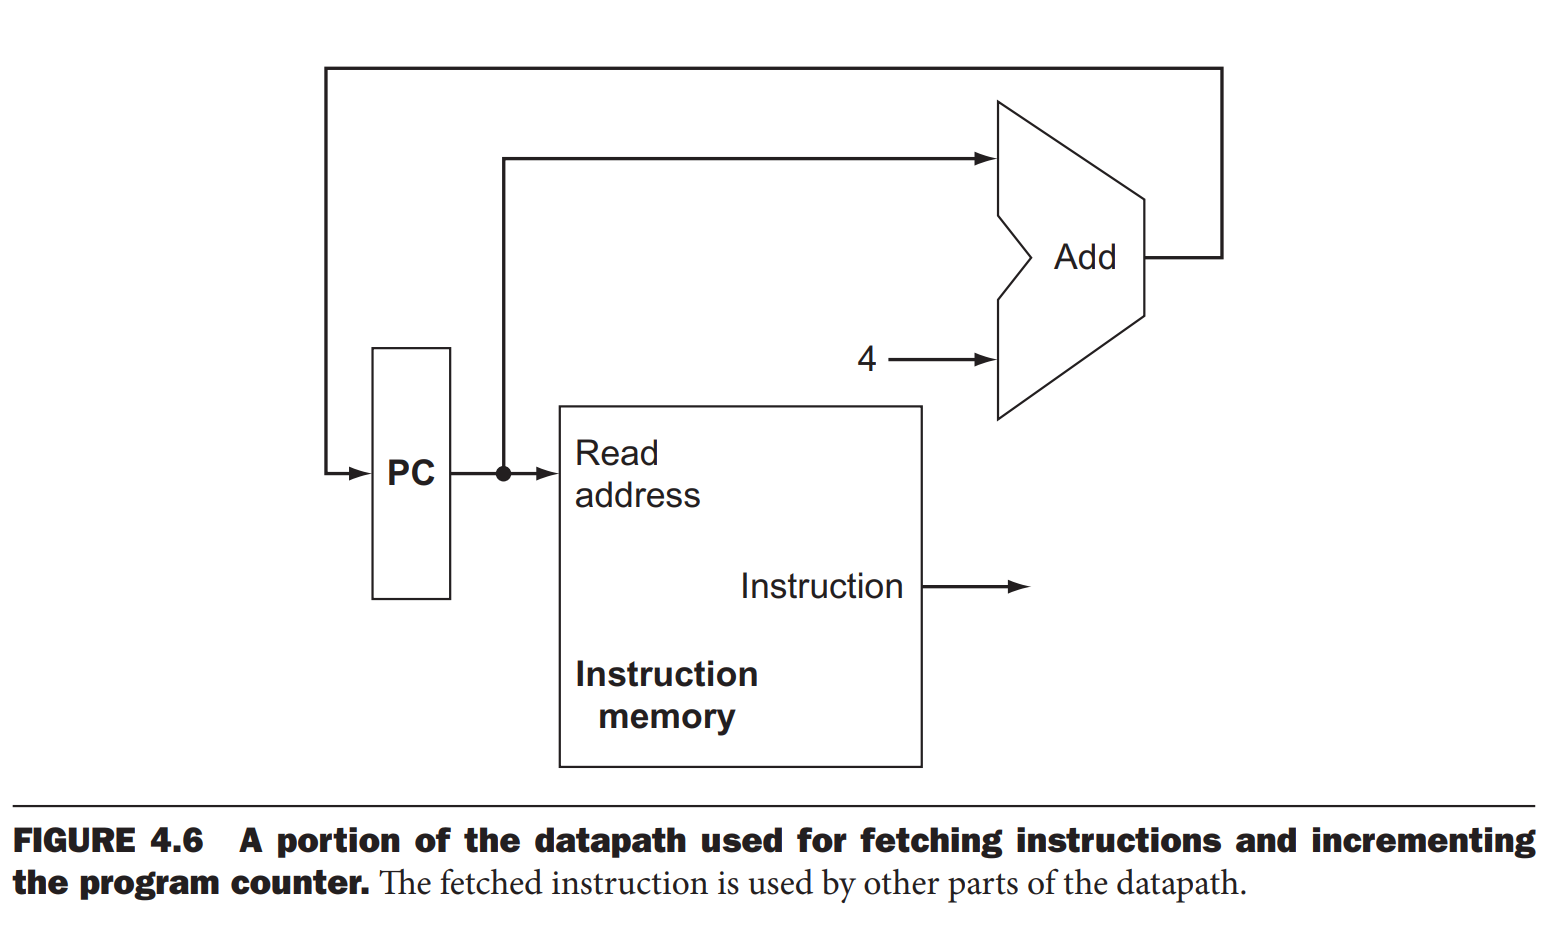 Add
4
PC
Read
address
Instruction
Instruction
memory
FIGURE 4.6 A portion of the datapath used for fetching instructions and incrementing
the program counter. The fetched instruction is used by other parts of the datapath.